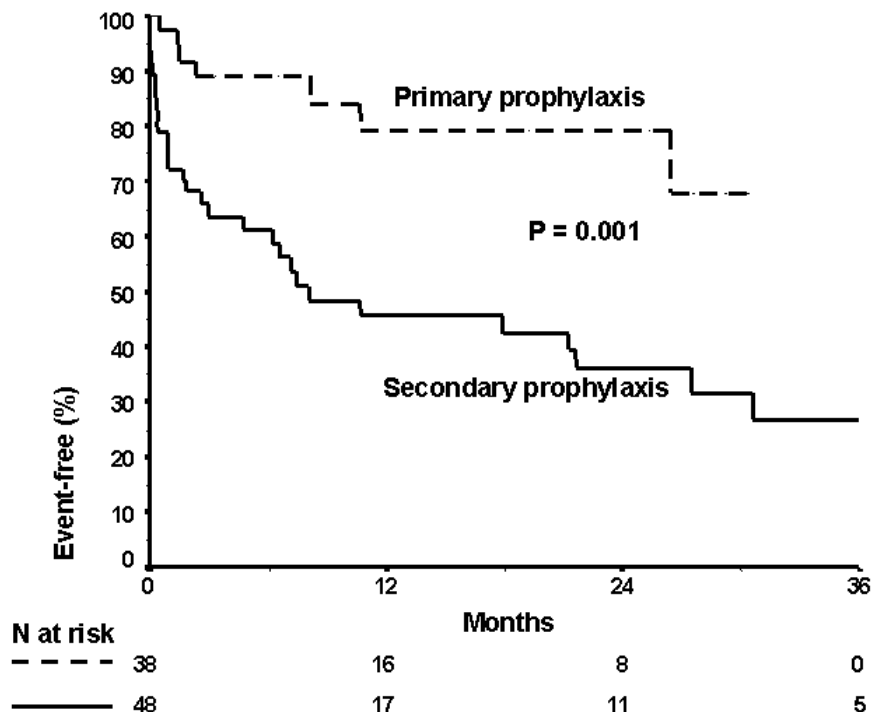 100
90
80
70
60
50
40
30
20
10
0
Event-free (%)
Primary prophylaxis
P = 0.001
Secondary prophylaxis
0 12 24 36
Months
N at risk
38 16 8 0
48 17 11 5